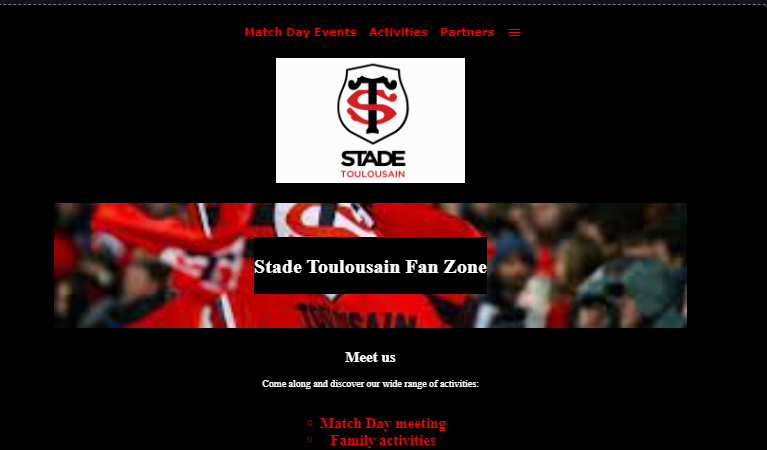 Match Day Events Activities Partners
STADE
TOULOUSAIN
Stade Toulousain Fan Zone
TOULOUSAIN
Meet us
Come along and discover our wide range of activities:
Match Day meeting
Family activities